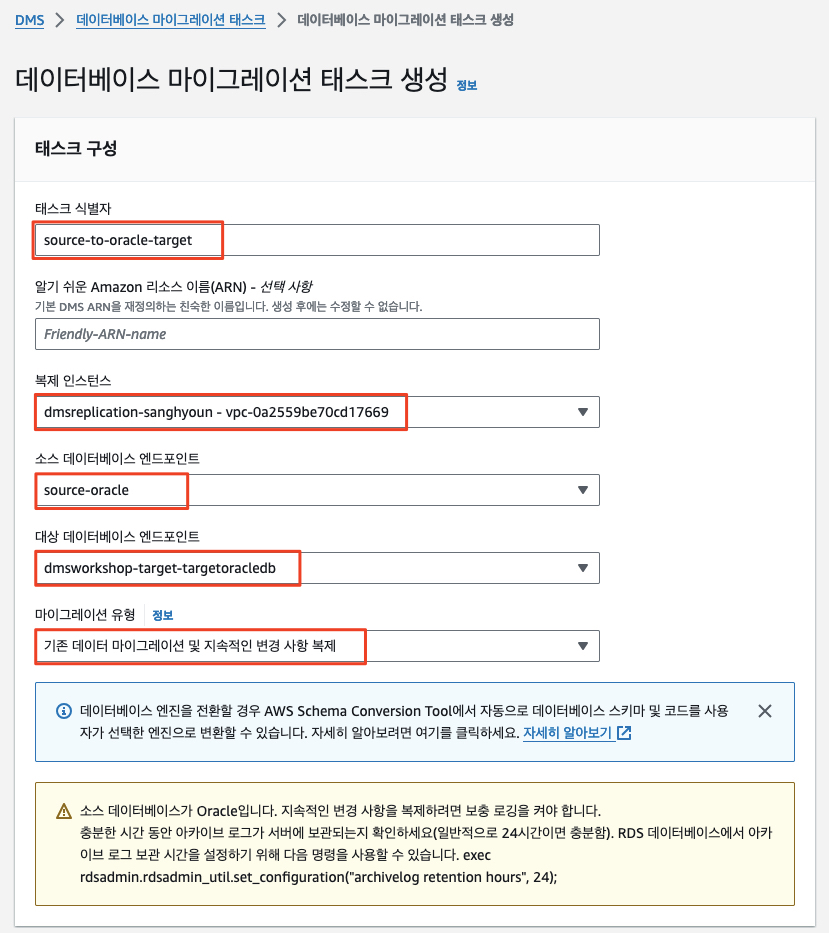 DMS > 데이터베이스 마이그레이션 태스크 > 데이터베이스 마이그레이션 태스크 생성
데이터베이스 마이그레이션 태스크 생성 정보
태스크 구성
태스크 식별자
source-to-oracle-target
알기 쉬운 Amazon 리소스 이름(ARN) - 선택 사항
기본 DMS ARN을 재정의하는 친숙한 이름입니다. 생성 후에는 수정할 수 없습니다.
Friendly-ARN-name
복제 인스턴스
dmsreplication-sanghyoun - vpc-0a2559be70cd17669
소스 데이터베이스 엔드포인트
source-oracle
대상 데이터베이스 엔드포인트
dmsworkshop-target-targetoracledb
마이그레이션 유형 정보
기존 데이터 마이그레이션 및 지속적인 변경 사항 복제
데이터베이스 엔진을 전환할 경우 AWS Schema Conversion Tool에서 자동으로 데이터베이스 스키마 및 코드를 사용
자가 선택한 엔진으로 변환할 수 있습니다. 자세히 알아보려면 여기를 클릭하세요. 자세히 알아보기
소스 데이터베이스가 Oracle입니다. 지속적인 변경 사항을 복제하려면 보충 로깅을 켜야 합니다.
충분한 시간 동안 아카이브 로그가 서버에 보관되는지 확인하세요(일반적으로 24시간이면 충분함). RDS 데이터베이스에서 아카
이브 로그 보관 시간을 설정하기 위해 다음 명령을 사용할 수 있습니다. exec
rdsadmin.rdsadmin_util.set_configuration("archivelog retention hours", 24);